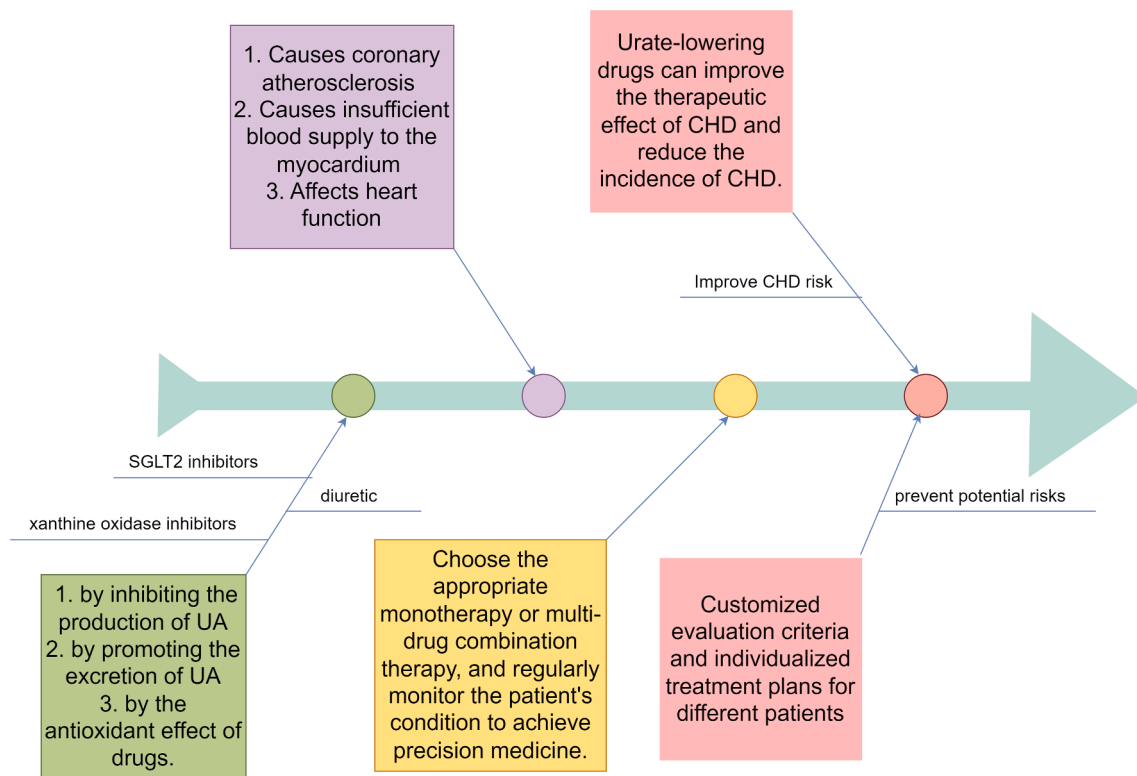 1. Causes coronary
atherosclerosis
2. Causes insufficient
blood supply to the
myocardium
3. Affects heart
function
Urate-lowering
drugs can improve
the therapeutic
effect of CHD and
reduce the
incidence of CHD.
Improve CHD risk
SGLT2 inhibitors
diuretic
xanthine oxidase inhibitors
prevent potential risks
1. by inhibiting the
production of UA
2. by promoting the
excretion of UA
3. by the
antioxidant effect of
drugs.
Choose the
appropriate
monotherapy or multi-
drug combination
therapy, and regularly
monitor the patient's
condition to achieve
precision medicine.
Customized
evaluation criteria
and individualized
treatment plans for
different patients